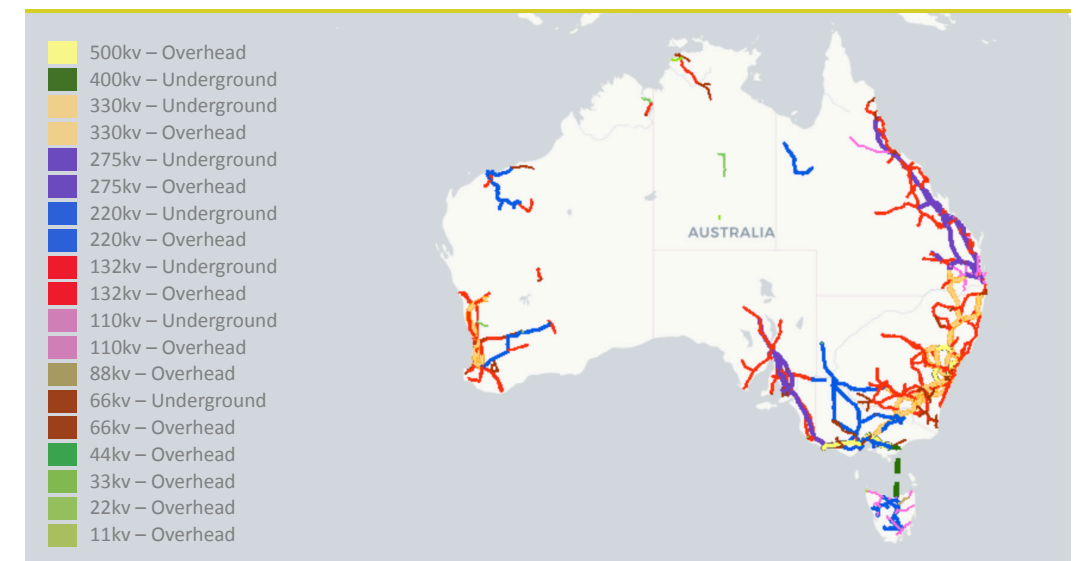 500kv – Overhead
400kv – Underground
330kv – Underground
330kv – Overhead
275kv – Underground
275kv – Overhead
220kv – Underground
220kv – Overhead
132kv – Underground
132kv – Overhead
110kv – Underground
110kv – Overhead
88kv – Overhead
66kv – Underground
66kv – Overhead
44kv – Overhead
33kv – Overhead
22kv – Overhead
11kv – Overhead
AUSTRALIA